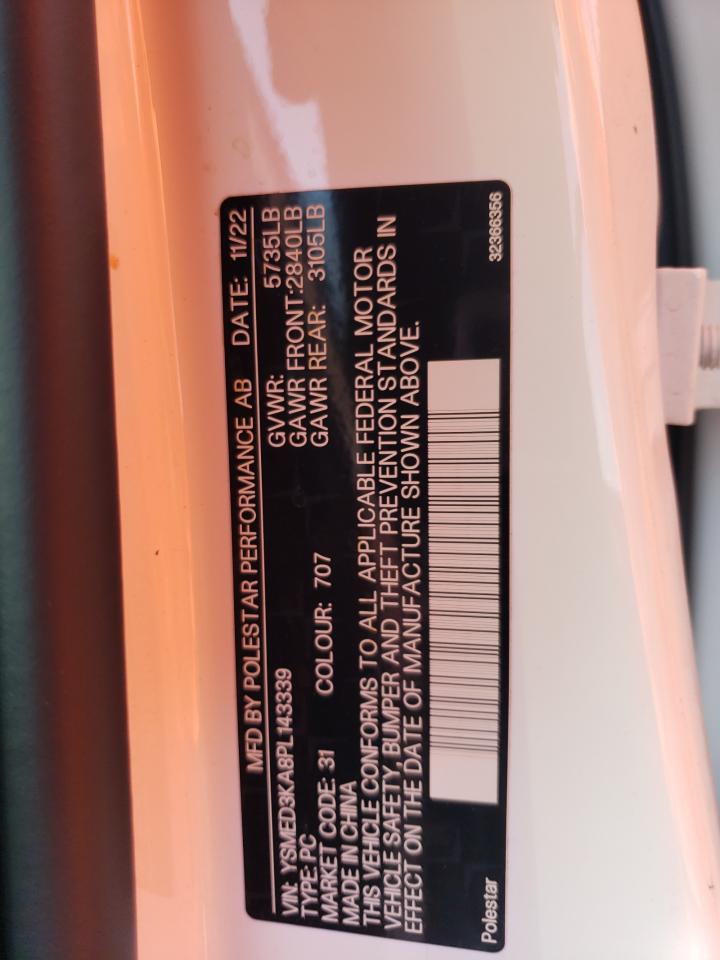 MFD BY POLESTAR PERFORMANCE AB DATE: 11/22
VIN: YSMED3KA8PL143339 GVWR: 5735LB
TYPE: PC GAWR FRONT:2840LB
MARKET CODE: 31 COLOUR: 707 GAWR REAR: 3105LB
MADE IN CHINA
THIS VEHICLE CONFORMS TO ALL APPLICABLE FEDERAL MOTOR
VEHICLE SAFETY, BUMPER AND THEFT PREVENTION STANDARDS IN
EFFECT ON THE DATE OF MANUFACTURE SHOWN ABOVE.
Polestar 32366356